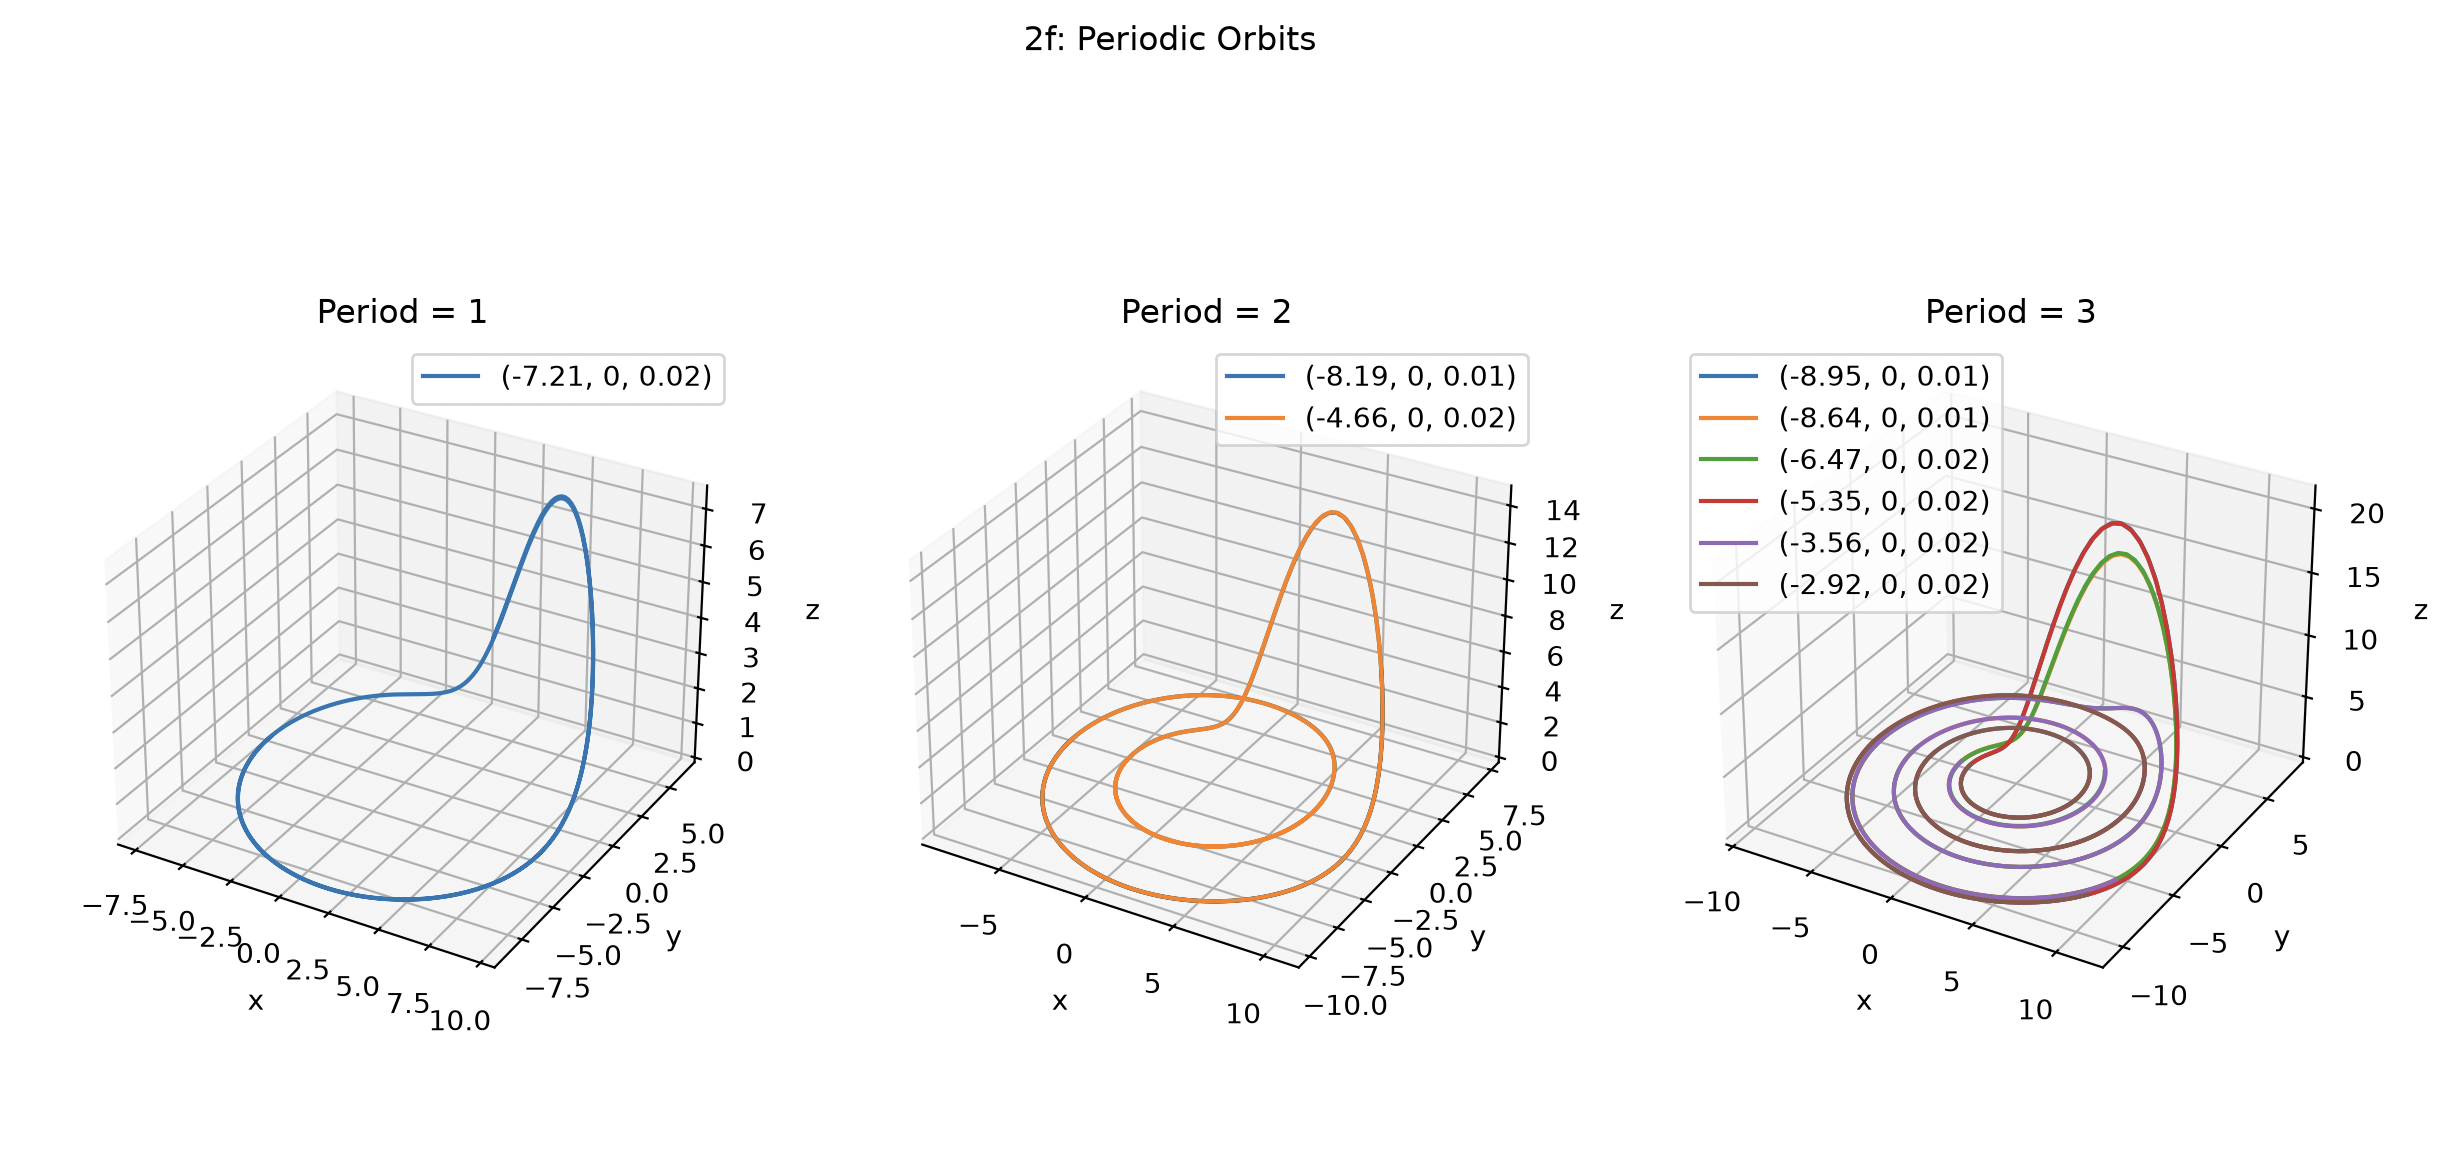 2f: Periodic Orbits
Period = 1
(-7.21, 0, 0.02)
7
6
5
4
3
2
1
0
z
−7.5
−5.0
−2.5
0.0
2.5
5.0
7.5
10.0
x
5.0
2.5
0.0
−2.5
−5.0
−7.5
y
Period = 2
(-8.19, 0, 0.01)
(-4.66, 0, 0.02)
14
12
10
8
6
4
2
0
z
−5
0
5
10
x
7.5
5.0
2.5
0.0
−2.5
−5.0
−7.5
−10.0
y
Period = 3
(-8.95, 0, 0.01)
(-8.64, 0, 0.01)
(-6.47, 0, 0.02)
(-5.35, 0, 0.02)
(-3.56, 0, 0.02)
(-2.92, 0, 0.02)
20
15
10
5
0
z
−10
−5
0
5
10
x
5
0
−5
−10
y